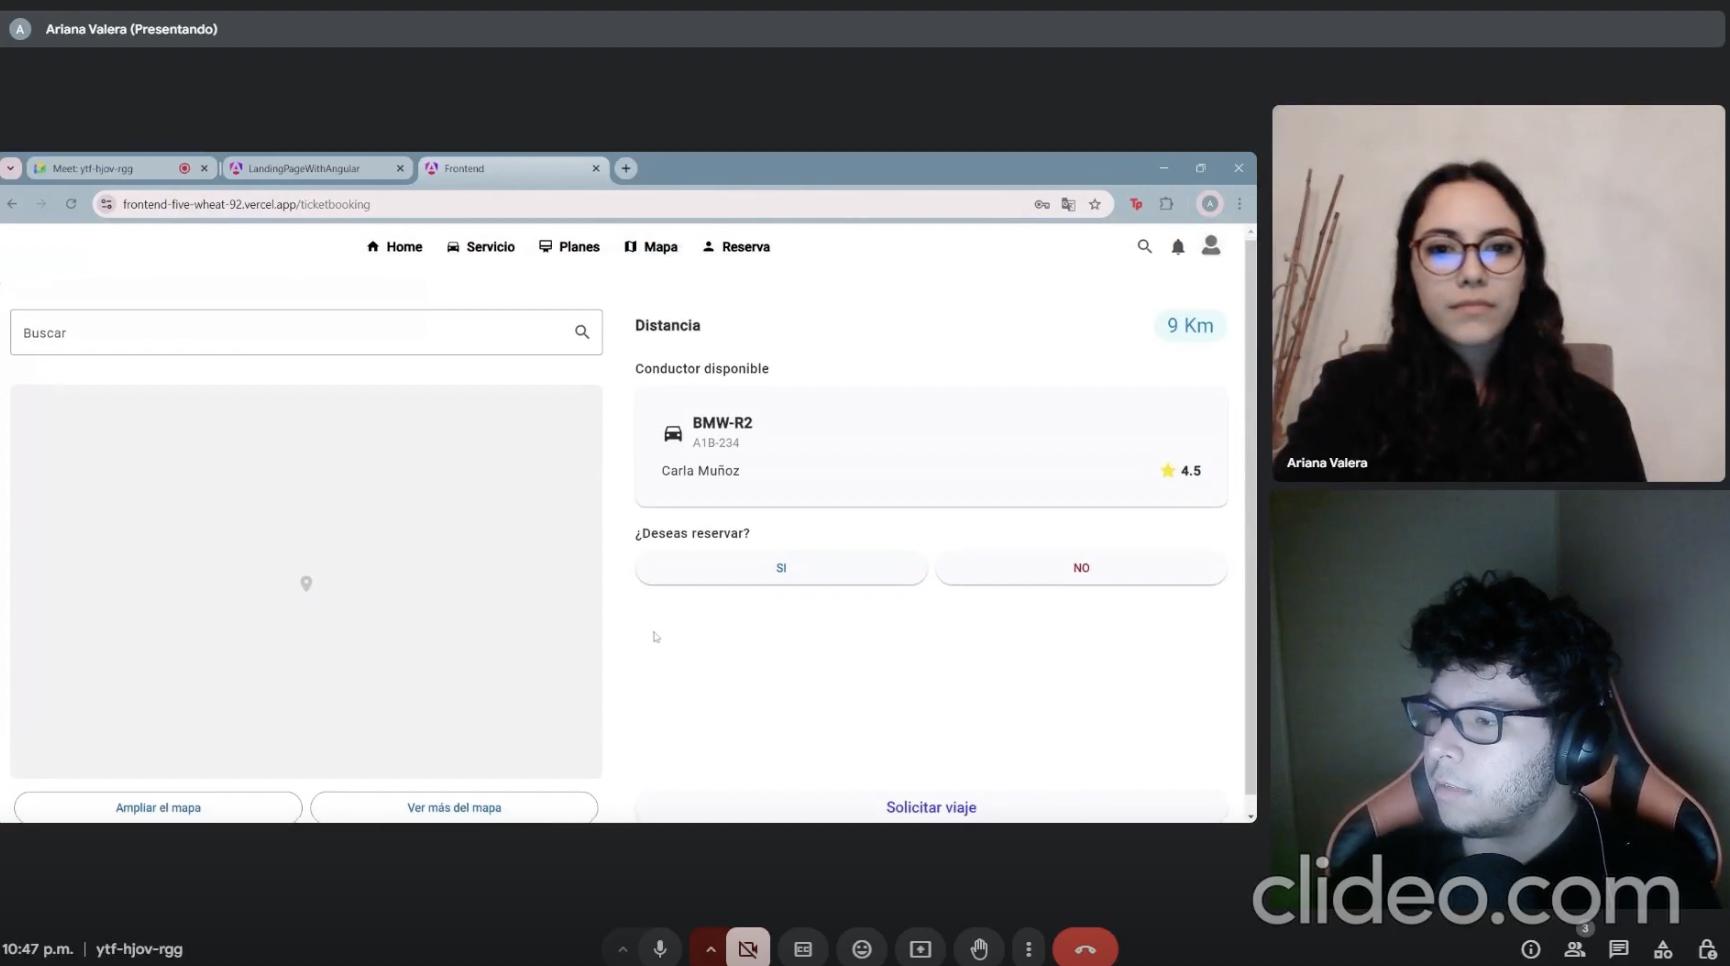 A Ariana Valera (Presentando)
Meet: ytf-hjov-rgg
LandingPageWithAngular
Frontend
frontend-five-wheat-92.vercel.app/ticketbooking
Tp
A
Home Servicio Planes Mapa Reserva
Buscar
Distancia
9 Km
Conductor disponible
BMW-R2
A1B-234
Carla Muñoz
4.5
¿Deseas reservar?
SI
NO
Ampliar el mapa
Ver más del mapa
Solicitar viaje
Ariana Valera
clideo.com
10:47 p.m. | ytf-hjov-rgg
CC
3